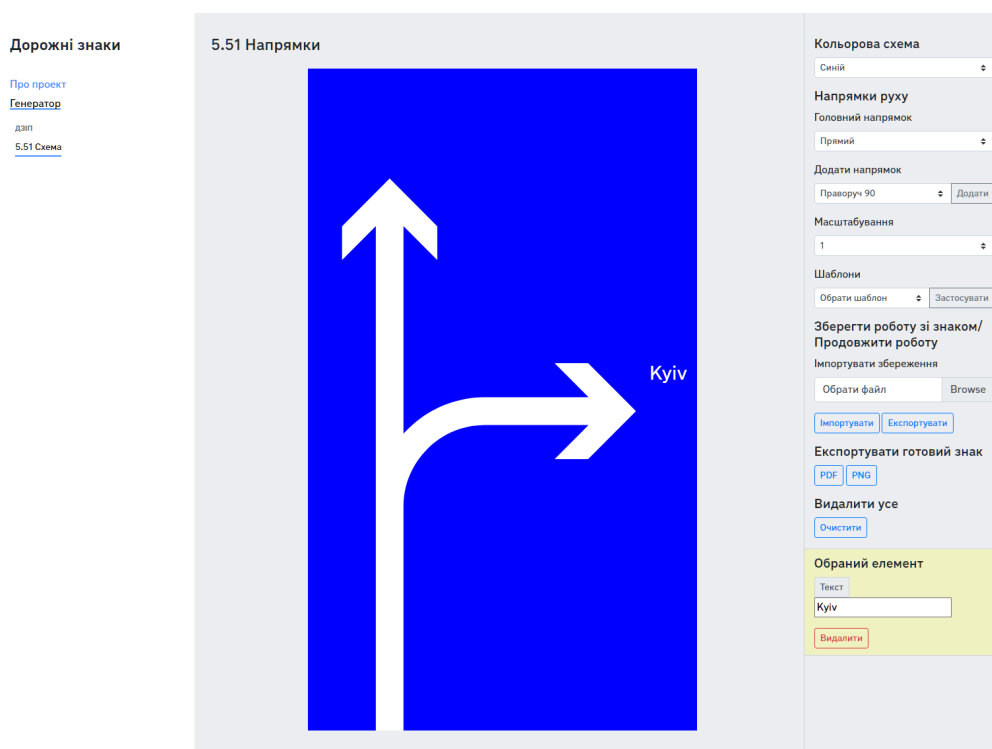 Дорожні знаки
Про проект
Генератор
дзіп
5.51 Схема
5.51 Напрямки
Kyiv
Кольорова схема
Синій
Напрямки руху
Головний напрямок
Прямий
Додати напрямок
Праворуч 90
Додати
Масштабування
1
Шаблони
Обрати шаблон
Застосувати
Зберегти роботу зі знаком/
Продовжити роботу
Імпортувати збереження
Обрати файл
Browse
Імпортувати
Експортувати
Експортувати готовий знак
PDF
PNG
Видалити усе
Очистити
Обраний елемент
Текст
Kyiv
Видалити